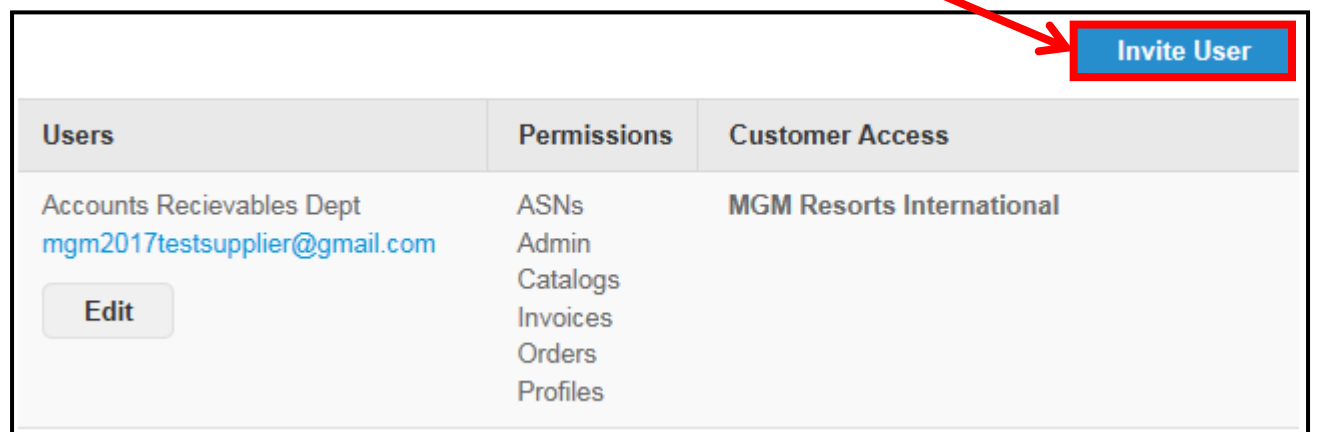 Invite User
Users Permissions Customer Access
Accounts Recievables Dept ASNs MGM Resorts International
mgm2017testsupplier@gmail.com Admin
Catalogs
Edit Invoices
Orders
Profiles